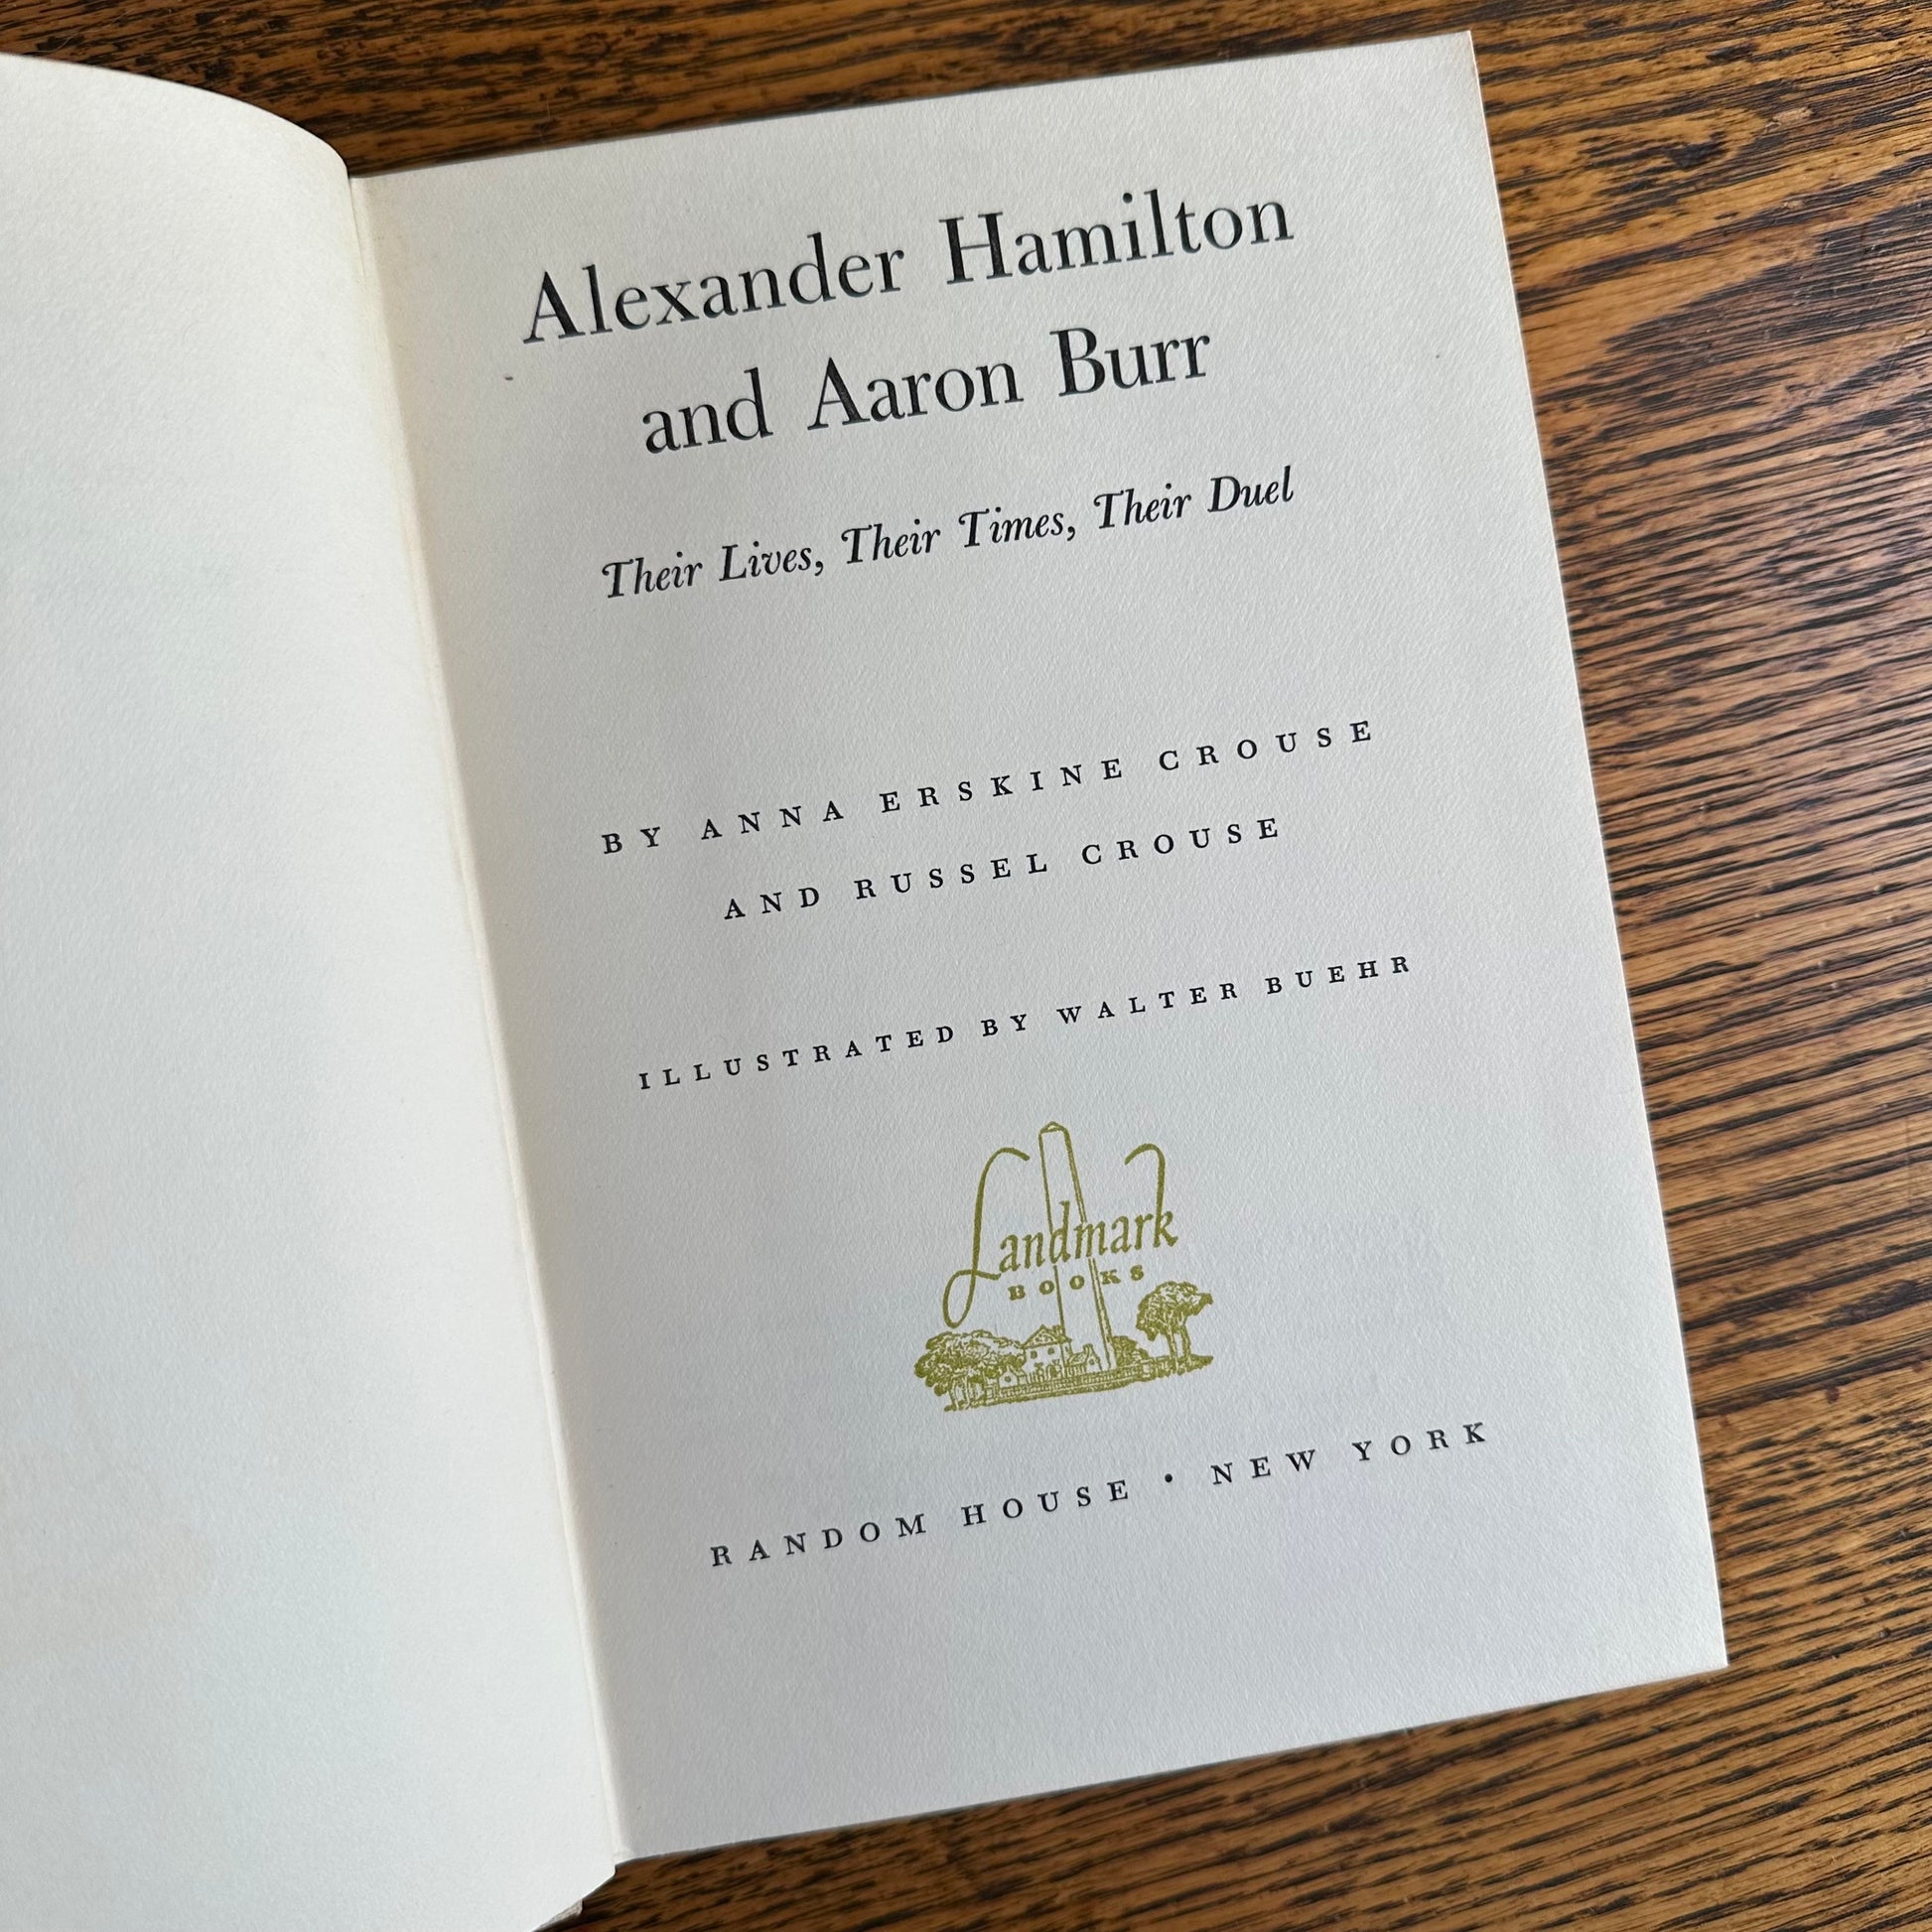 Alexander Hamilton
and Aaron Burr
Their Lives, Their Times, Their Duel
BY ANNA ERSKINE CROUSE
AND RUSSEL CROUSE
ILLUSTRATED BY WALTER BUEHR
Landmark
BOOKS
RANDOM HOUSE • NEW YORK